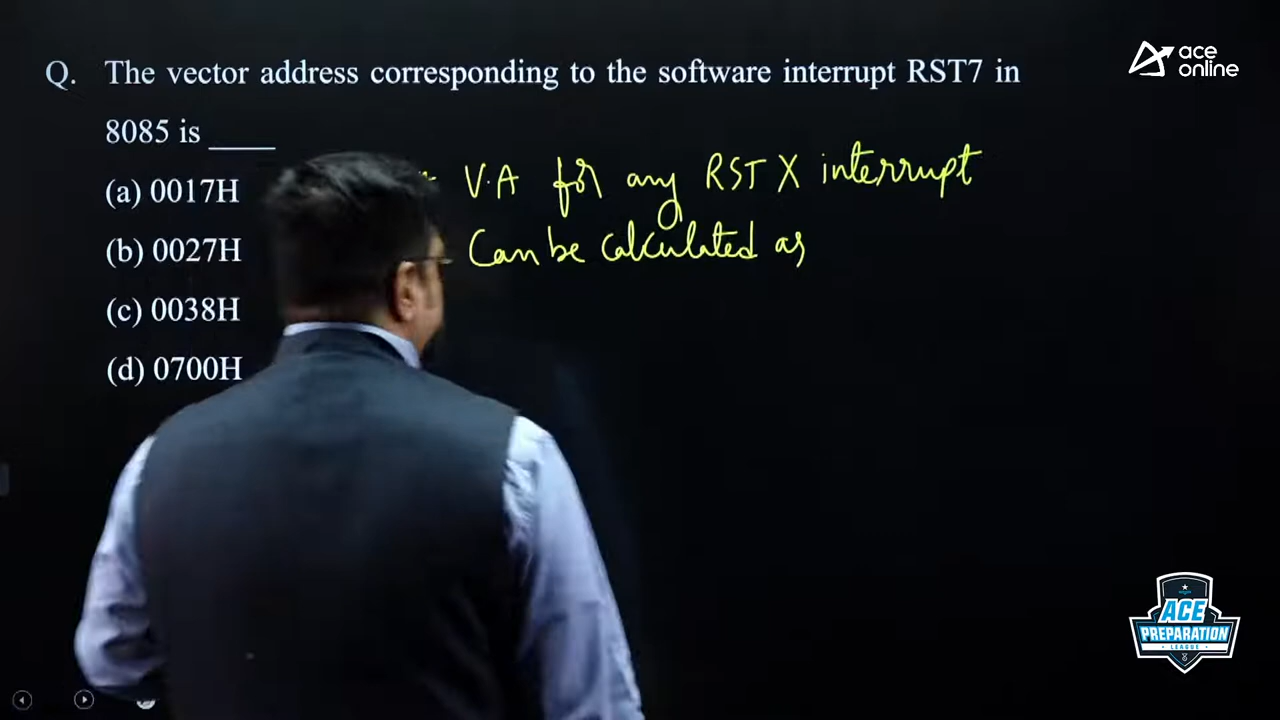 Q. The vector address corresponding to the software interrupt RST7 in
8085 is ____
(a) 0017H
(b) 0027H
(c) 0038H
(d) 0700H
V.A for any RST X interrupt
Can be calculated as
ace
online
ACE
PREPARATION
LEAGUE